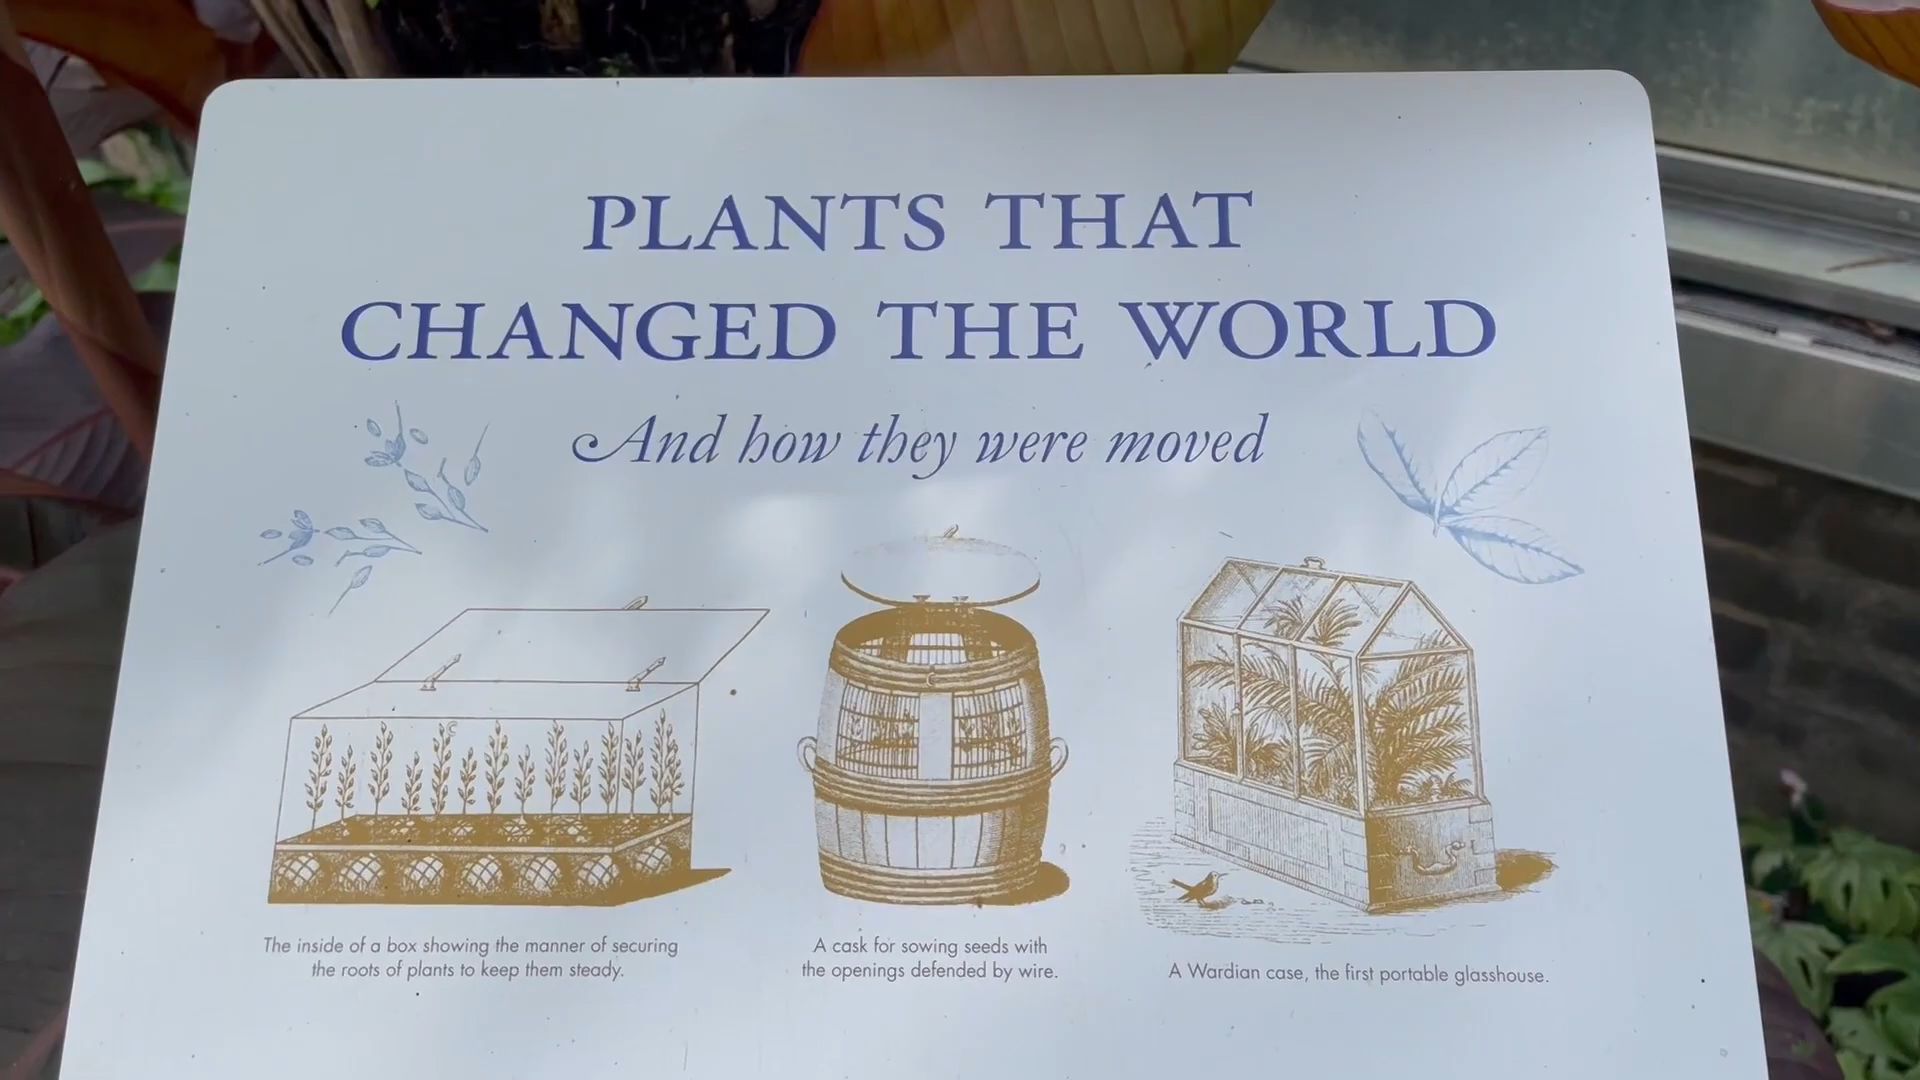 PLANTS THAT
CHANGED THE WORLD
And how they were moved
The inside of a box showing the manner of securing
the roots of plants to keep them steady.
A cask for sowing seeds with
the openings defended by wire.
A Wardian case, the first portable glasshouse.